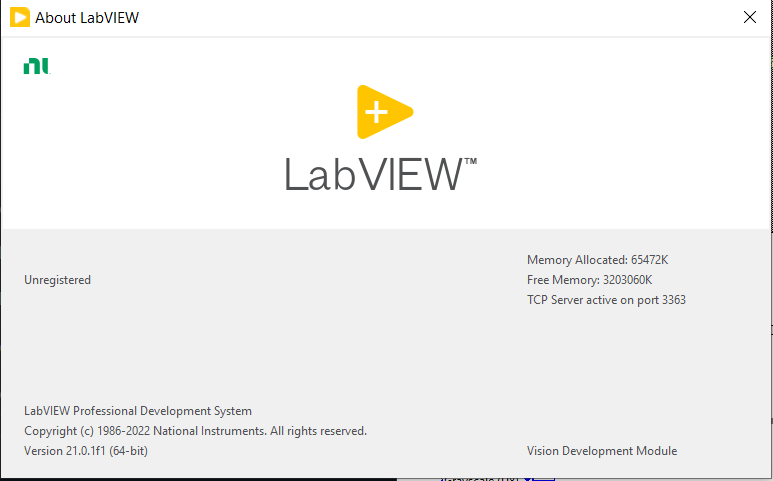 About LabVIEW
ni
LabVIEW™
Memory Allocated: 65472K
Unregistered
Free Memory: 3203060K
TCP Server active on port 3363
LabVIEW Professional Development System
Copyright (c) 1986-2022 National Instruments. All rights reserved.
Version 21.0.1f1 (64-bit)
Vision Development Module